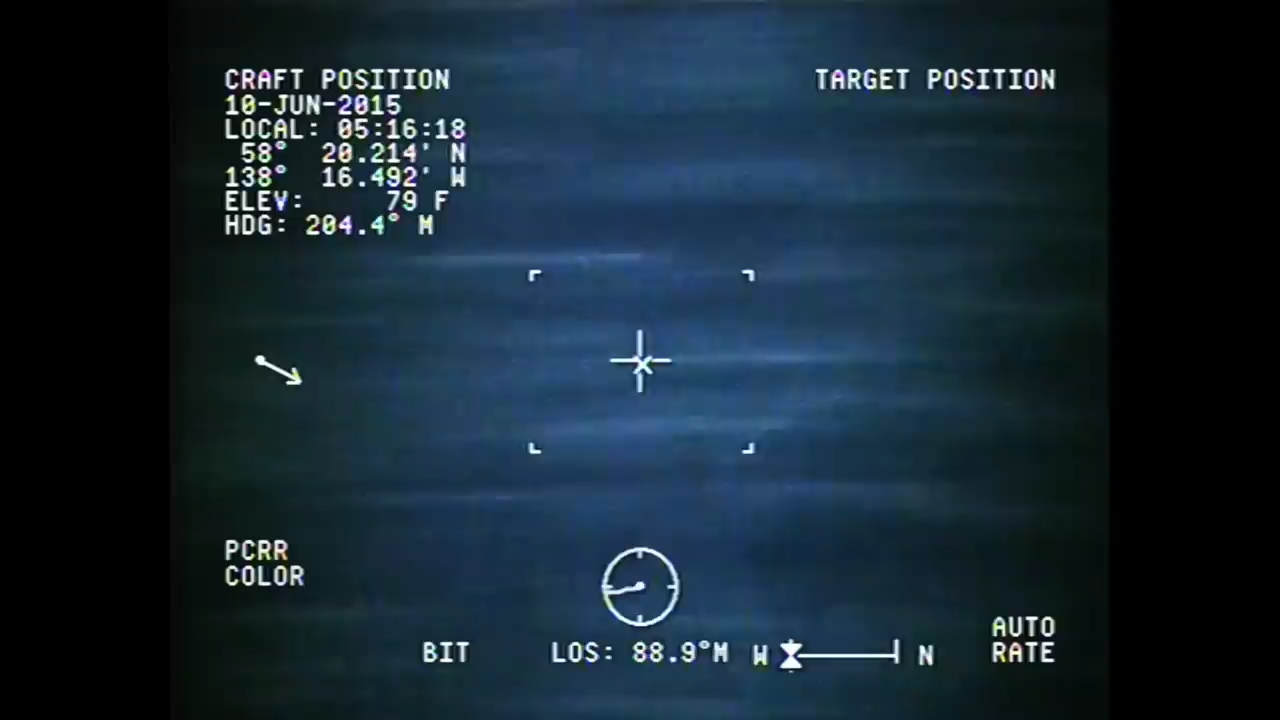 CRAFT POSITION
10-JUN-2015
LOCAL: 05:16:18
58° 20.214' N
138° 16.492' W
ELEV: 79 F
HDG: 204.4° M
TARGET POSITION
PCRR
COLOR
BIT
LOS: 88.9°M
W
N
AUTO
RATE